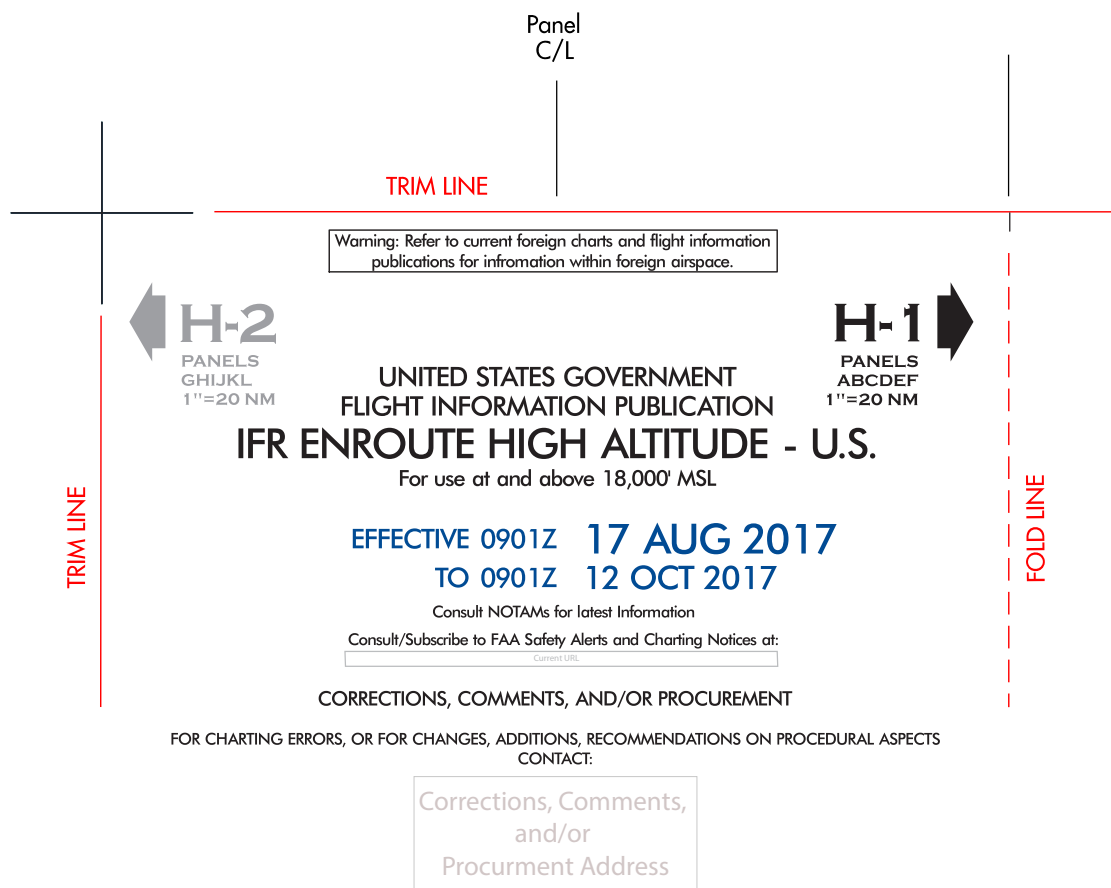 Panel
C/L
TRIM LINE
Warning: Refer to current foreign charts and flight information
publications for infromation within foreign airspace.
H-2
PANELS
GHIJKL
1"=20 NM
H-1
PANELS
ABCDEF
1"=20 NM
UNITED STATES GOVERNMENT
FLIGHT INFORMATION PUBLICATION
IFR ENROUTE HIGH ALTITUDE - U.S.
For use at and above 18,000' MSL
TRIM LINE
FOLD LINE
EFFECTIVE 0901Z 17 AUG 2017
TO 0901Z 12 OCT 2017
Consult NOTAMs for latest Information
Consult/Subscribe to FAA Safety Alerts and Charting Notices at:
Current URL
CORRECTIONS, COMMENTS, AND/OR PROCUREMENT
FOR CHARTING ERRORS, OR FOR CHANGES, ADDITIONS, RECOMMENDATIONS ON PROCEDURAL ASPECTS
CONTACT:
Corrections, Comments,
and/or
Procurment Address